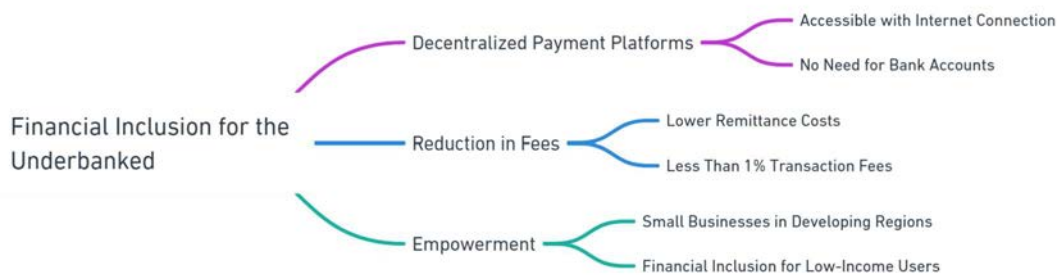 Financial Inclusion for the
Underbanked
Decentralized Payment Platforms
Accessible with Internet Connection
No Need for Bank Accounts
Reduction in Fees
Lower Remittance Costs
Less Than 1% Transaction Fees
Empowerment
Small Businesses in Developing Regions
Financial Inclusion for Low-Income Users